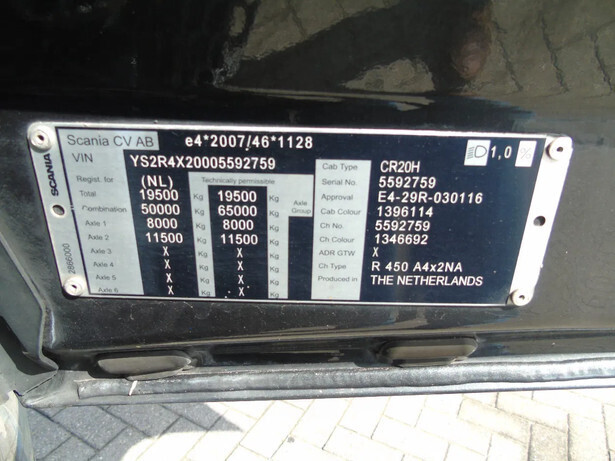 SCANIA
2866000
Scania CV AB e4*2007/46*1128
VIN YS2R4X20005592759
Regist. for (NL) Technically permissible
Total 19500 Kg 19500 Kg
Combination 50000 Kg 65000 Kg Axle Group
Axle 1 8000 Kg 8000 Kg
Axle 2 11500 Kg 11500 Kg
Axle 3 X Kg X Kg
Axle 4 X Kg X Kg
Axle 5 X Kg X Kg
Axle 6 X Kg X Kg
1,0 %
Cab Type CR20H
Serial No. 5592759
Approval E4-29R-030116
Cab Colour 1396114
Ch No. 5592759
Ch Colour 1346692
ADR GTW X
Ch Type R 450 A4x2NA
Produced in THE NETHERLANDS